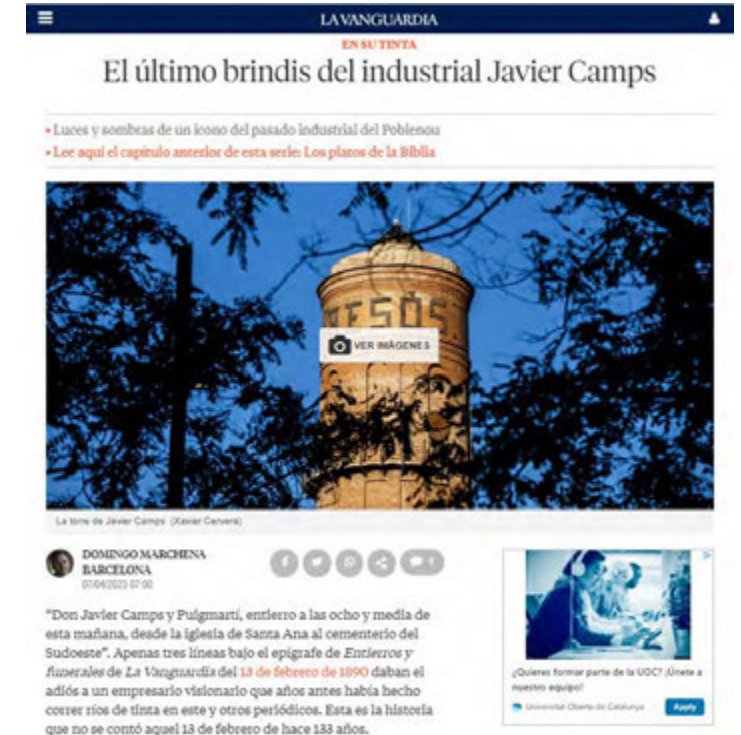 LA VANGUARDIA
EN SU TINTA
El último brindis del industrial Javier Camps
• Luces y sombras de un icono del pasado industrial del Poblenou
• Lee aquí el capítulo anterior de esta serie: Los platos de la Biblia
BESÒS
VER IMÁGENES
La torre de Javier Camps (Xavier Cervera)
DOMINGO MARCHENA
BARCELONA
07/04/2023 07:00
1
"Don Javier Camps y Puigmartí, entierro a las ocho y media de
esta mañana, desde la iglesia de Santa Ana al cementerio del
Sudoeste". Apenas tres líneas bajo el epígrafe de Entierros y
funerales de La Vanguardia del 13 de febrero de 1890 daban el
adiós a un empresario visionario que años antes había hecho
correr ríos de tinta en este y otros periódicos. Esta es la historia
que no se contó aquel 13 de febrero de hace 133 años.
¿Quieres formar parte de la UOC? ¡Únete a
nuestro equipo!
Universitat Oberta de Catalunya
Apply